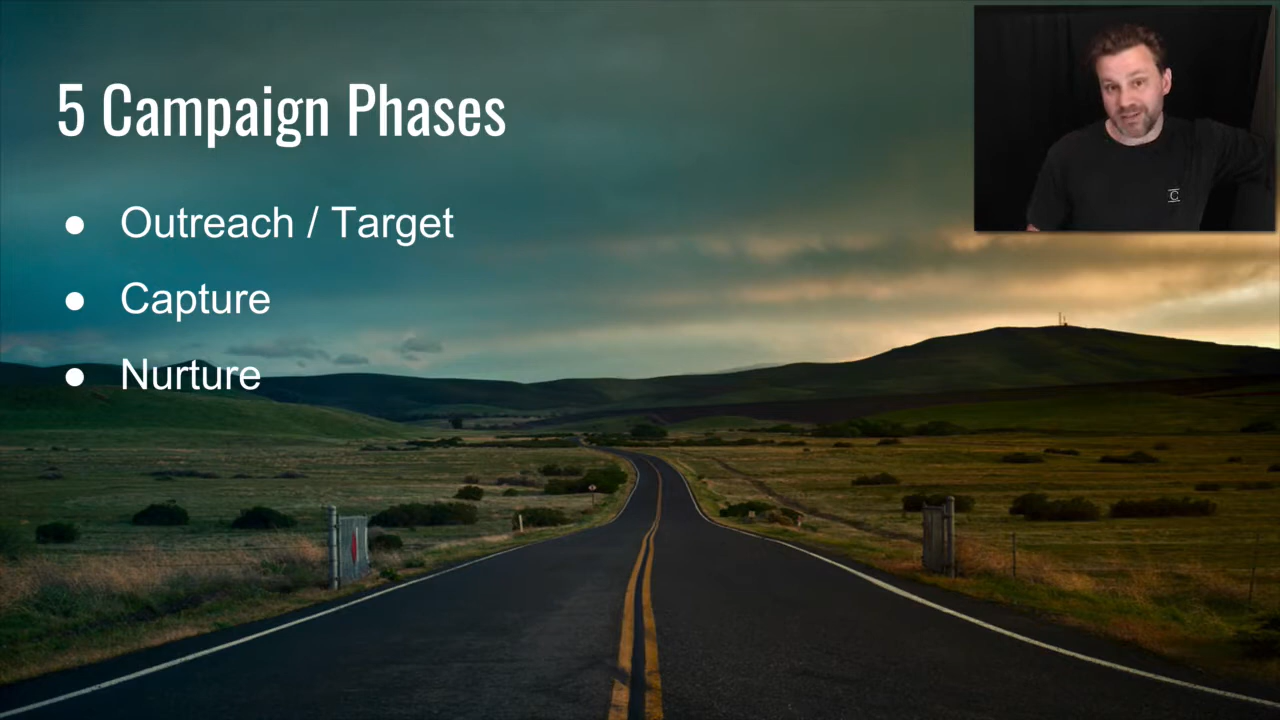 5 Campaign Phases
● Outreach / Target
● Capture
● Nurture
C